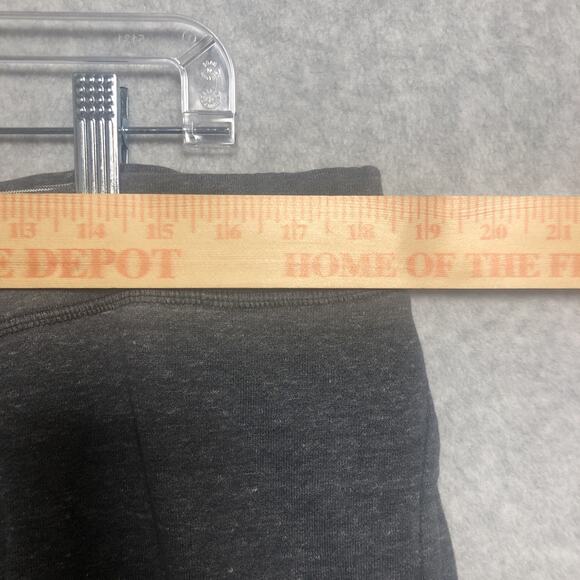 13 14 15 16 17 18 19 20 21
E DEPOT HOME OF THE FI